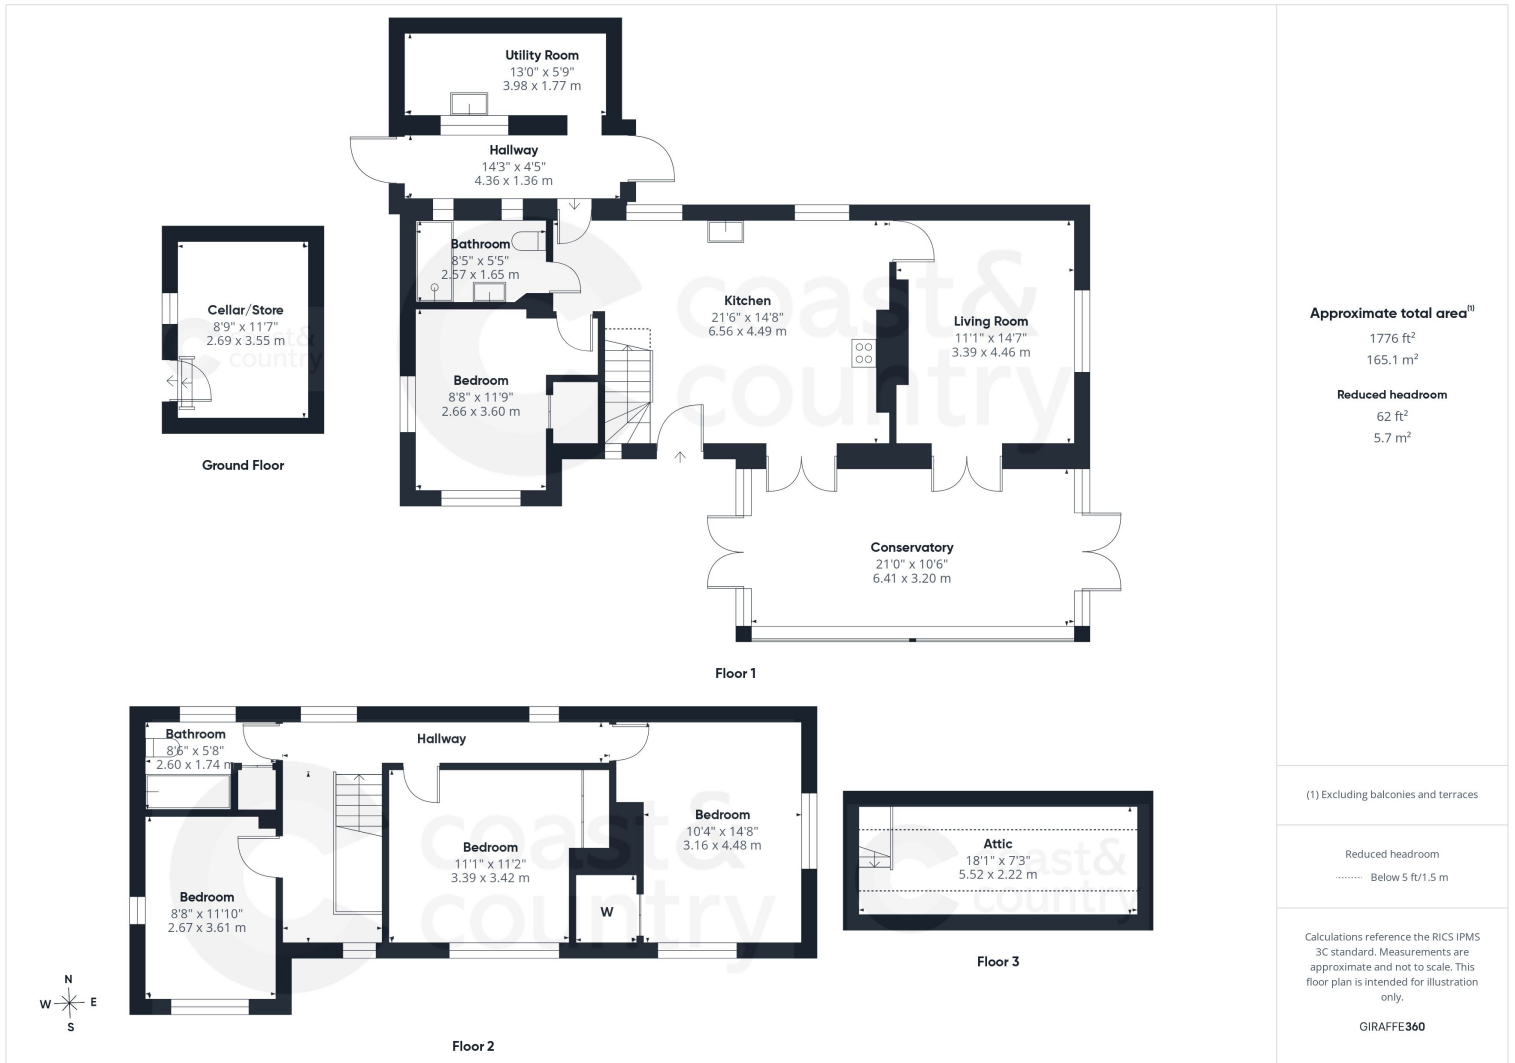 Utility Room
13'0" x 5'9"
3.98 x 1.77 m
Hallway
14'3" x 4'5"
4.36 x 1.36 m
Bathroom
8'5" x 5'5"
2.57 x 1.65 m
Kitchen
21'6" x 14'8"
6.56 x 4.49 m
Living Room
11'1" x 14'7"
3.39 x 4.46 m
Bedroom
8'8" x 11'9"
2.66 x 3.60 m
Cellar/Store
8'9" x 11'7"
2.69 x 3.55 m
Ground Floor
Conservatory
21'0" x 10'6"
6.41 x 3.20 m
Floor 1
coast&
country
coast&
country
Bathroom
8'6" x 5'8"
2.60 x 1.74 m
Hallway
Bedroom
11'1" x 11'2"
3.39 x 3.42 m
Bedroom
10'4" x 14'8"
3.16 x 4.48 m
W
Bedroom
8'8" x 11'10"
2.67 x 3.61 m
Floor 2
coast&
country
Attic
18'1" x 7'3"
5.52 x 2.22 m
Floor 3
coast&
country
N
W E
S
Approximate total area(1)
1776 ft²
165.1 m²
Reduced headroom
62 ft²
5.7 m²
(1) Excluding balconies and terraces
Reduced headroom
Below 5 ft/1.5 m
Calculations reference the RICS IPMS
3C standard. Measurements are
approximate and not to scale. This
floor plan is intended for illustration
only.
GIRAFFE360